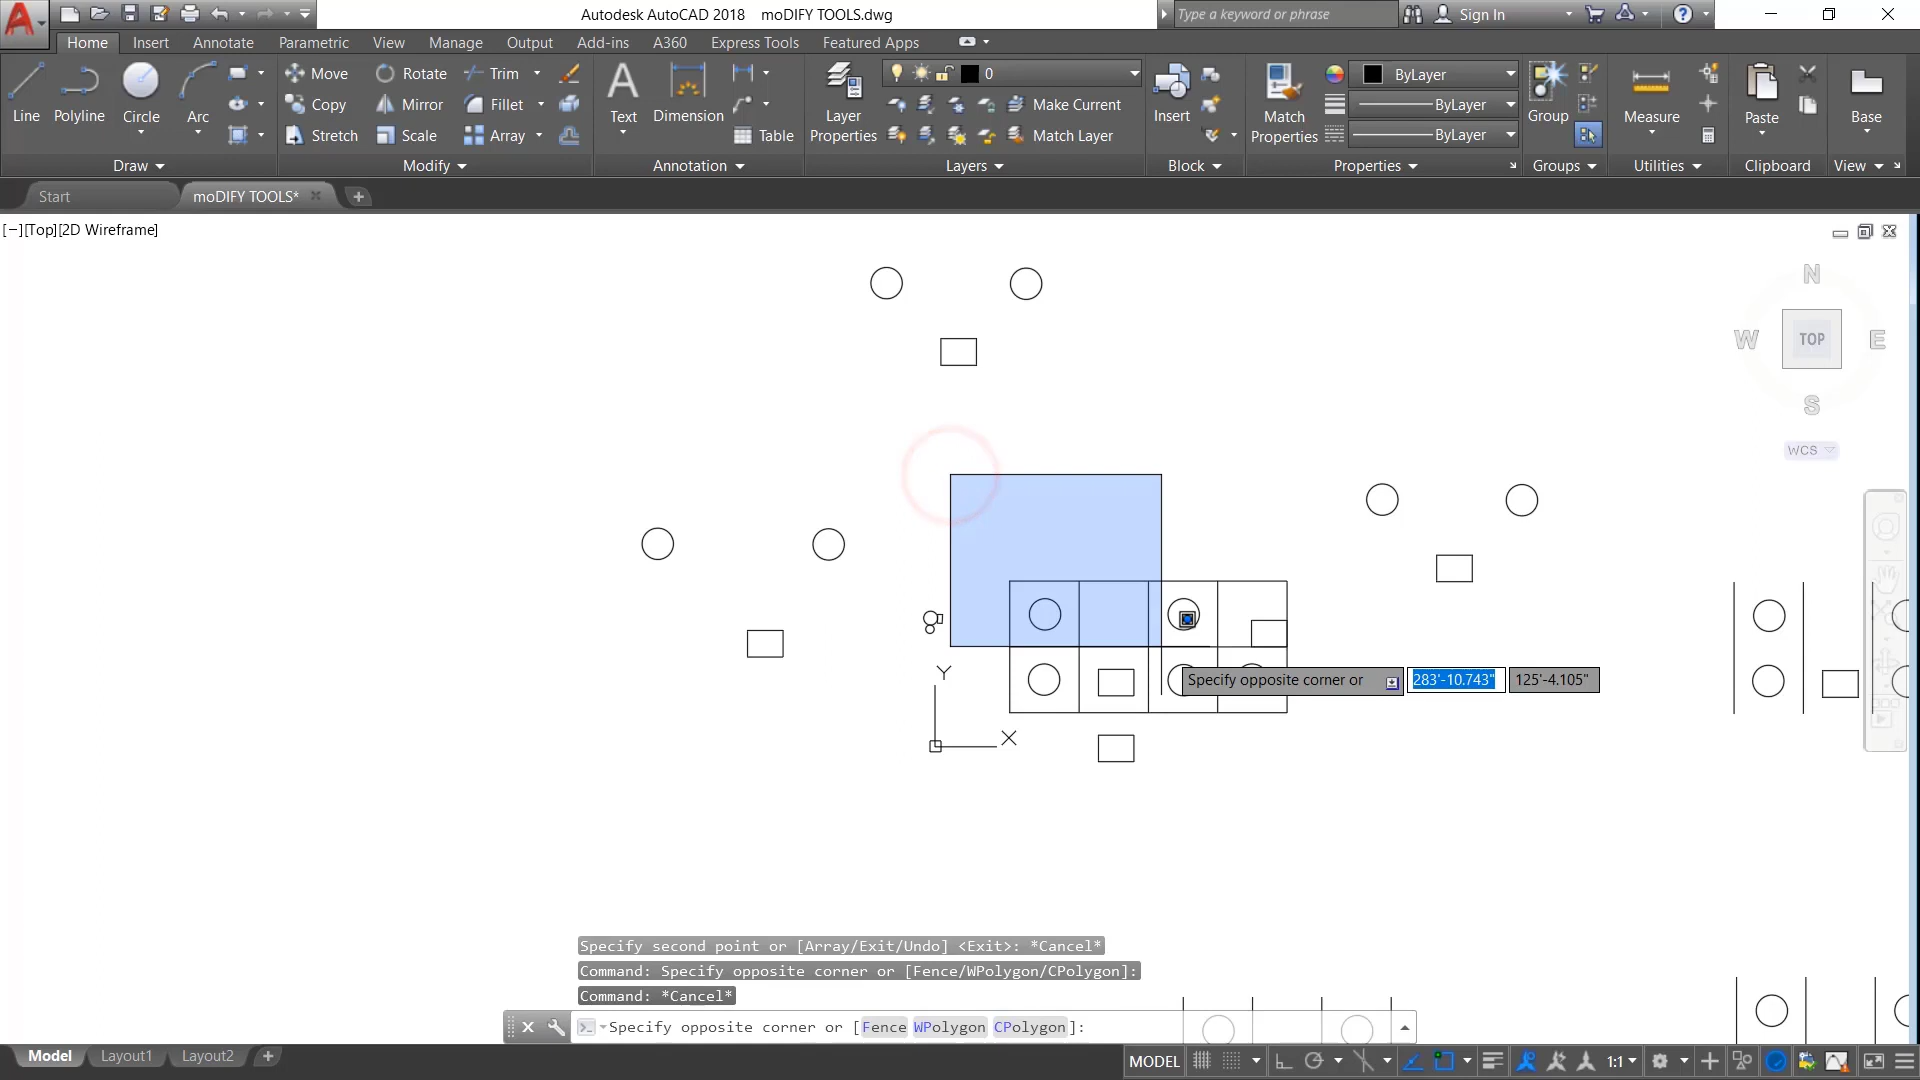 Autodesk AutoCAD 2018 moDIFY TOOLS.dwg
Type a keyword or phrase
Sign In
Home Insert Annotate Parametric View Manage Output Add-ins A360 Express Tools Featured Apps
Line
Polyline
Circle
Arc
Draw
Move Rotate Trim
Copy Mirror Fillet
Stretch Scale Array
Modify
Text
Dimension
Table
Annotation
Layer Properties
0
Make Current
Match Layer
Layers
Insert
Block
Match Properties
ByLayer
ByLayer
ByLayer
Properties
Group
Groups
Measure
Utilities
Paste
Clipboard
Base
View
Start
moDIFY TOOLS*
[−][Top][2D Wireframe]
N
W TOP E
S
WCS
Y
X
Specify opposite corner or 283'-10.743" 125'-4.105"
Specify second point or [Array/Exit/Undo] <Exit>: *Cancel*
Command: Specify opposite corner or [Fence/WPolygon/CPolygon]:
Command: *Cancel*
Specify opposite corner or [Fence WPolygon CPolygon]:
Model Layout1 Layout2
MODEL
1:1